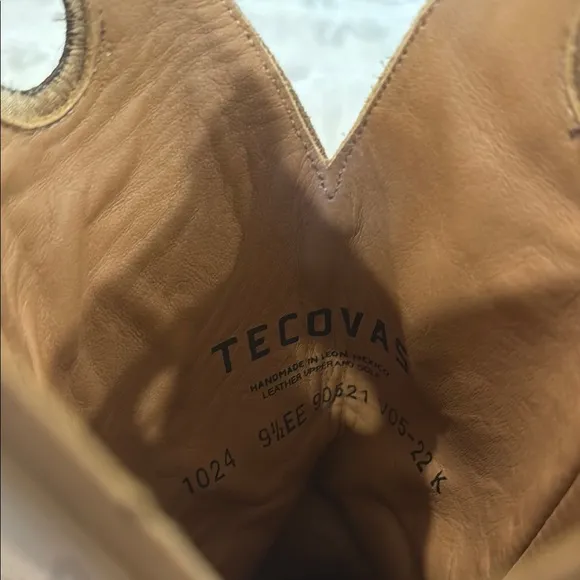 TECOVAS
HANDMADE IN LEON, MEXICO
LEATHER UPPER AND SOLE
1024 9½EE 90521 V05-22 K